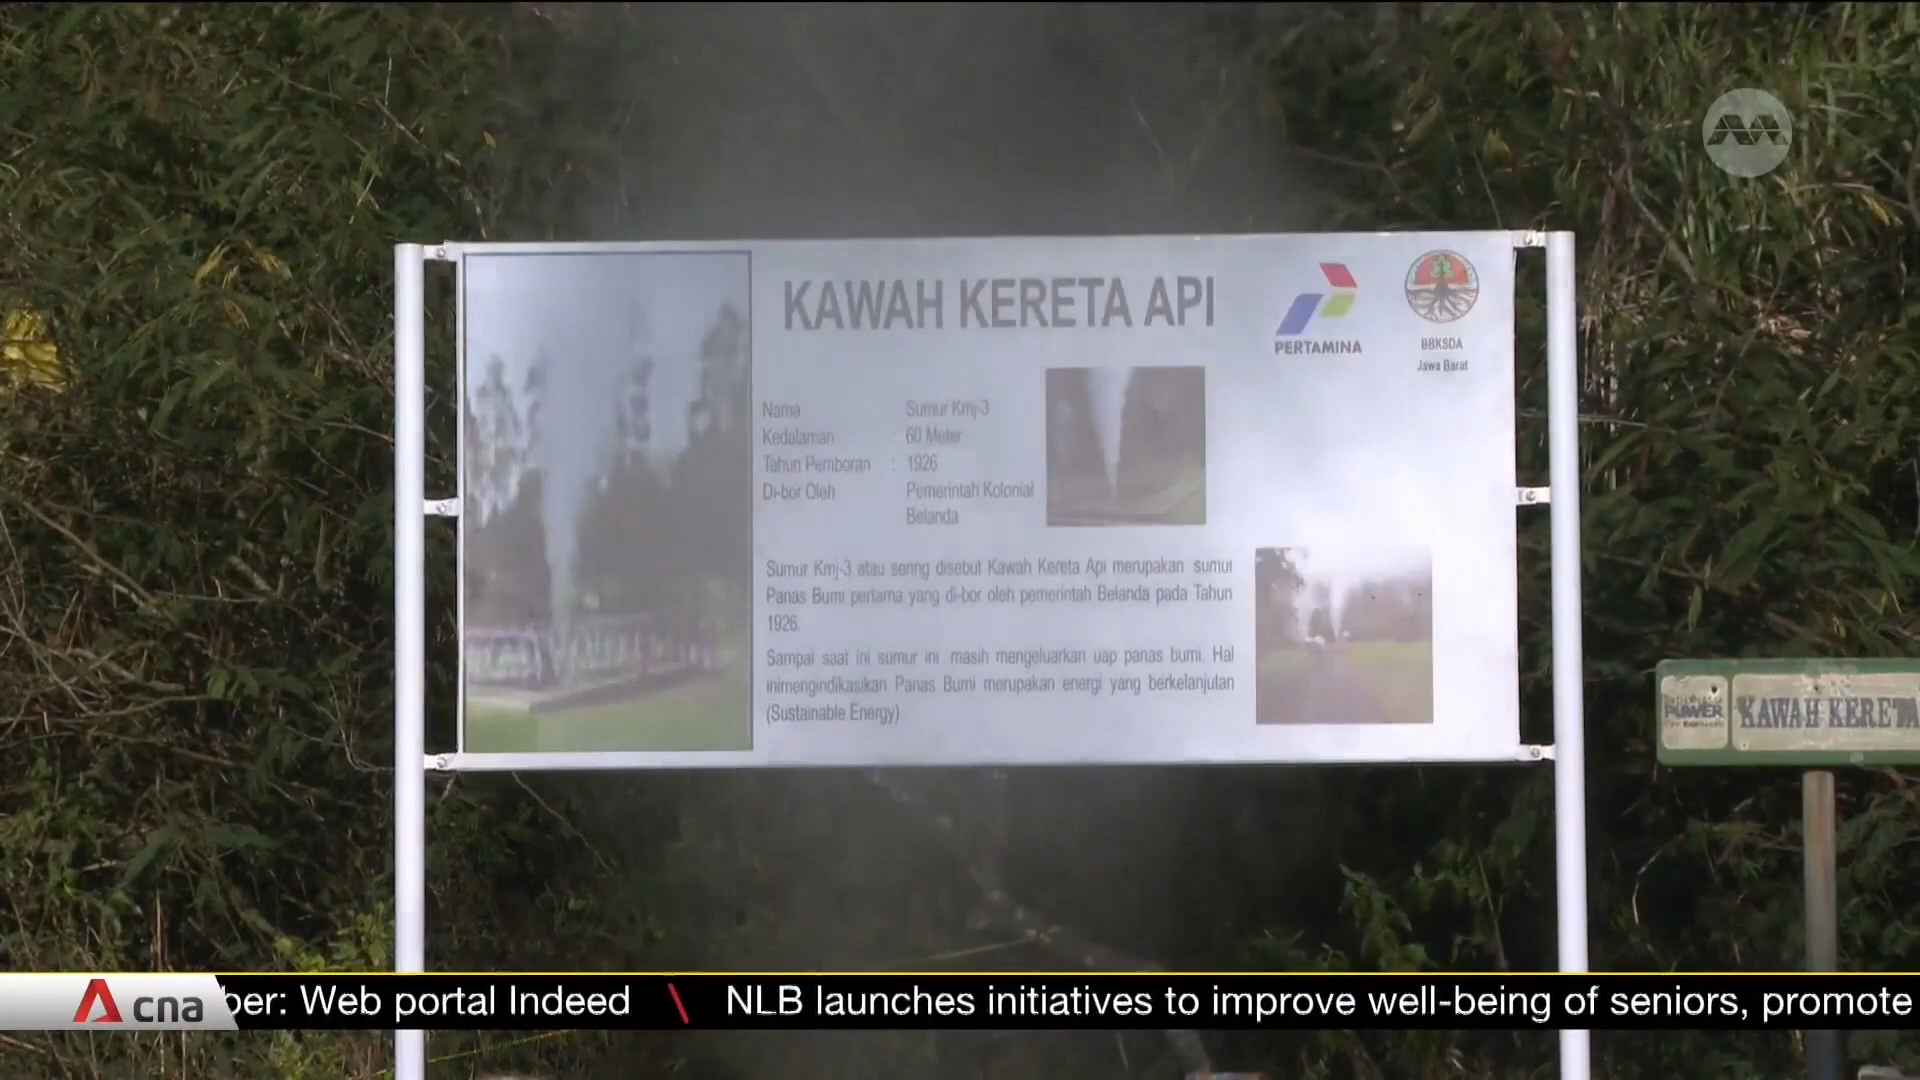 KAWAH KERETA API
PERTAMINA
BBKSDA
Jawa Barat
Nama Sumur Kmj-3
Kedalaman 60 Meter
Tahun Pemboran : 1926
Di-bor Oleh Pemerintah Kolonial
Belanda
Sumur Kmj-3 atau sering disebut Kawah Kereta Api merupakan sumur
Panas Bumi pertama yang di-bor oleh pemerintah Belanda pada Tahun
1926.
Sampai saat ini sumur ini masih mengeluarkan uap panas bumi. Hal
inimengindikasikan Panas Bumi merupakan energi yang berkelanjutan
(Sustainable Energy)
POWER
KAWAH KERETA
cna
ber: Web portal Indeed \ NLB launches initiatives to improve well-being of seniors, promote